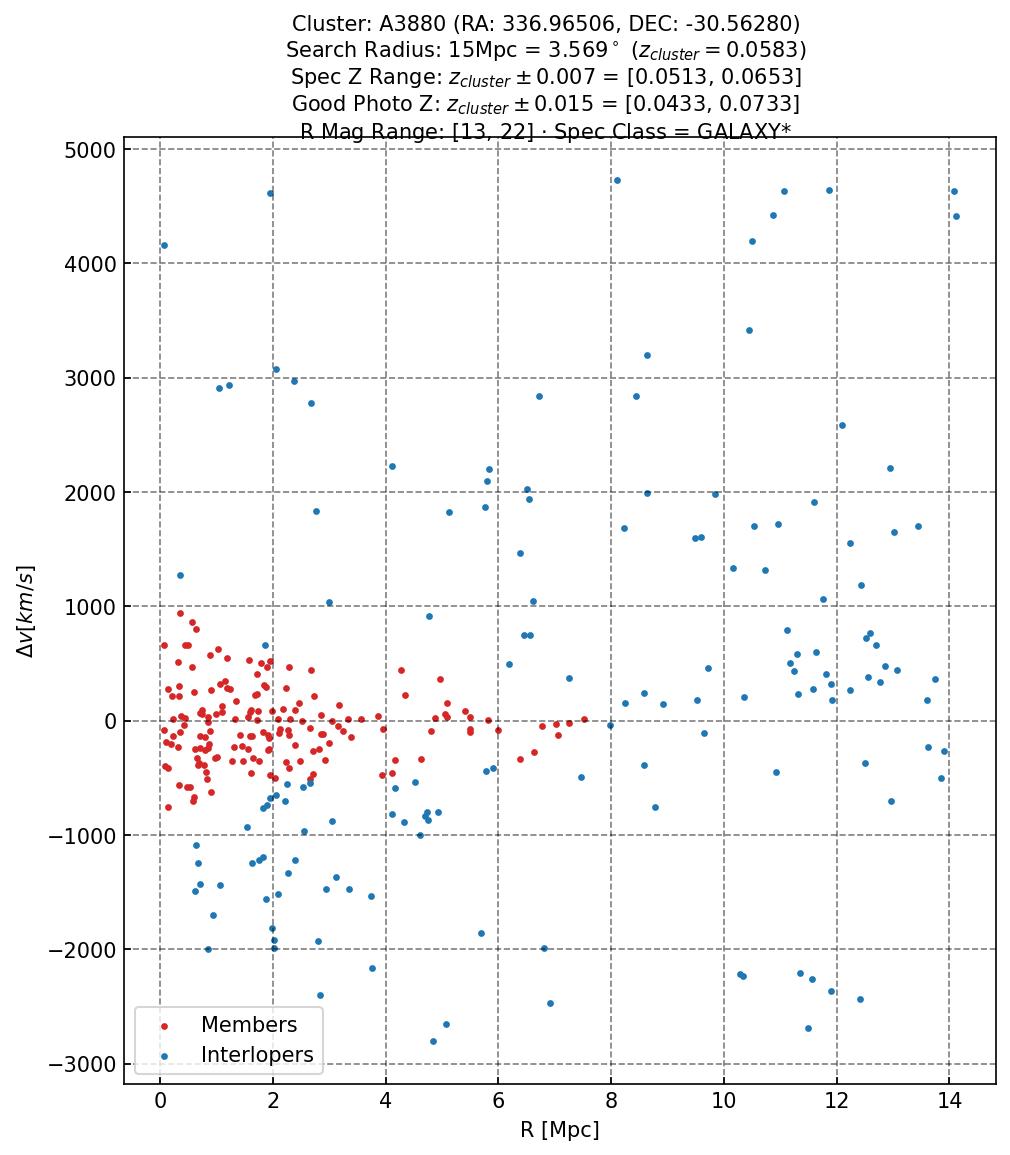 Cluster: A3880 (RA: 336.96506, DEC: -30.56280)
Search Radius: 15Mpc = 3.569° (z_cluster = 0.0583)
Spec Z Range: z_cluster ± 0.007 = [0.0513, 0.0653]
Good Photo Z: z_cluster ± 0.015 = [0.0433, 0.0733]
R Mag Range: [13, 22] · Spec Class = GALAXY*
5000
4000
3000
2000
1000
0
−1000
−2000
−3000
Δv[km/s]
Members
Interlopers
0 2 4 6 8 10 12 14
R [Mpc]